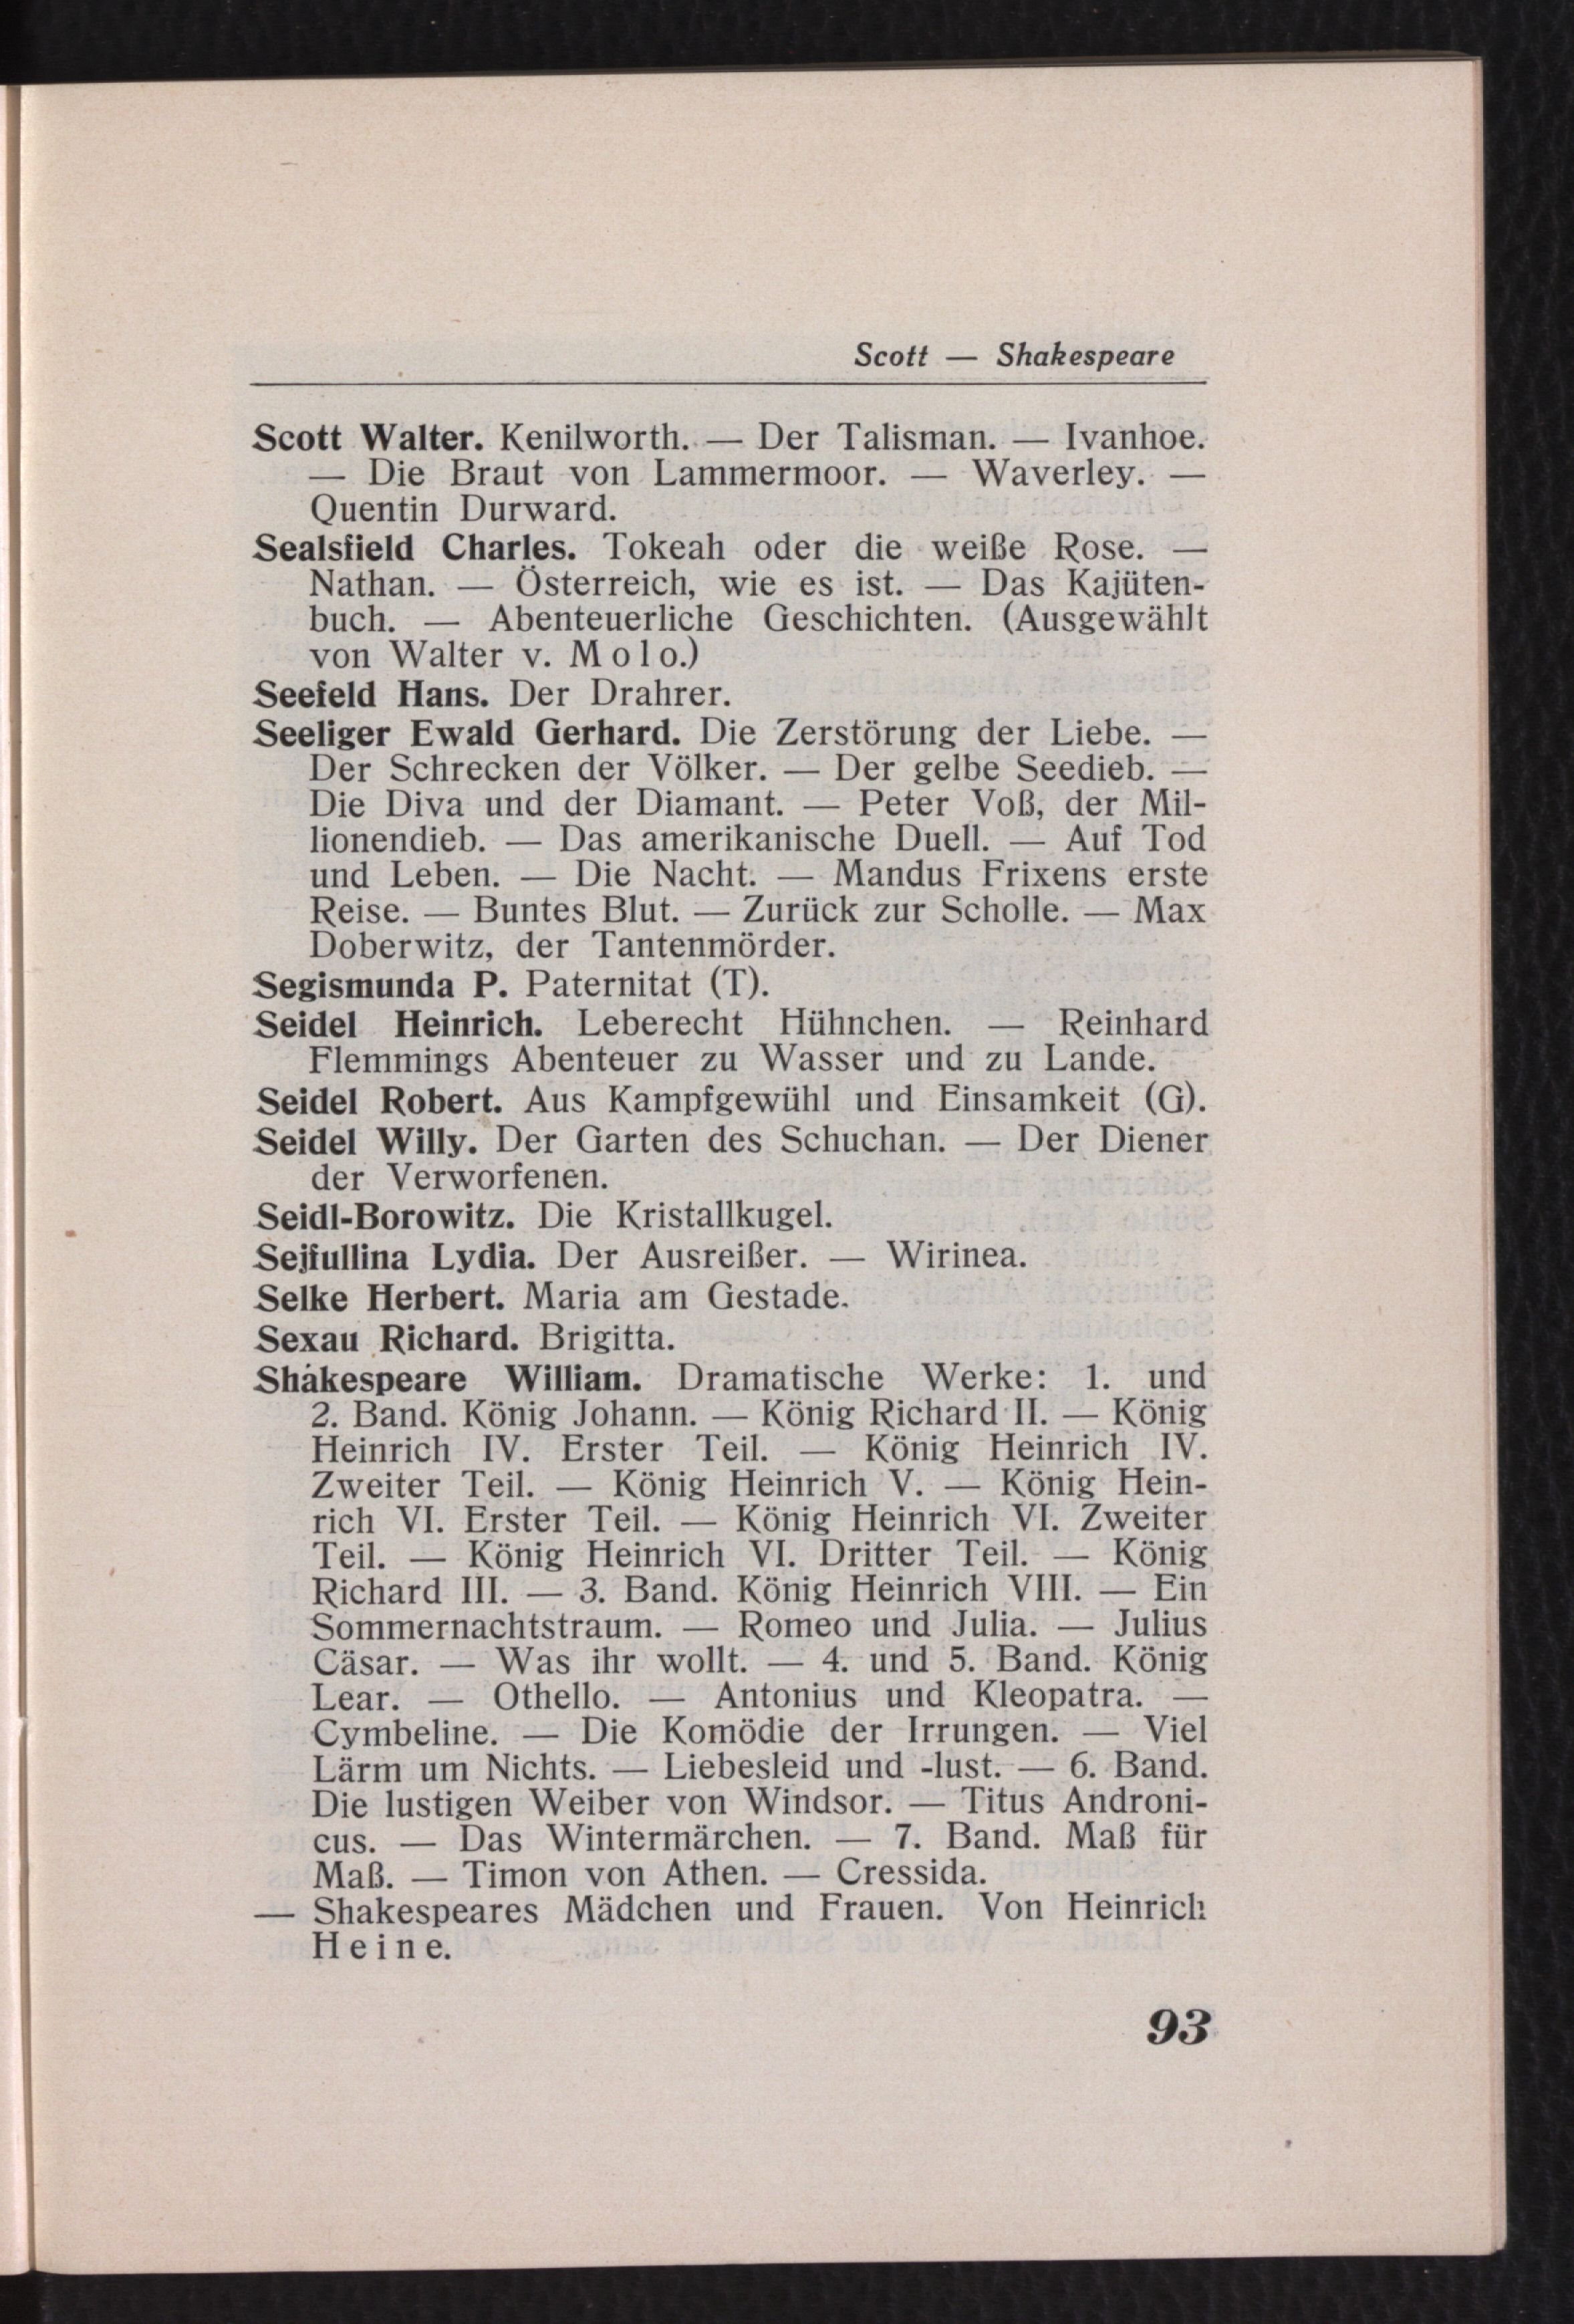 Scott — Shakespeare
Scott Walter. Kenilworth. — Der Talisman. — Ivanhoe.
— Die Braut von Lammermoor. — Waverley. —
Quentin Durward.
Sealsfield Charles. Tokeah oder die weiße Rose. —
Nathan. — Österreich, wie es ist. — Das Kajüten-
buch. — Abenteuerliche Geschichten. (Ausgewählt
von Walter v. Molo.)
Seefeld Hans. Der Drahrer.
Seeliger Ewald Gerhard. Die Zerstörung der Liebe. —
Der Schrecken der Völker. — Der gelbe Seedieb. —
Die Diva und der Diamant. — Peter Voß, der Mil-
lionendieb. — Das amerikanische Duell. — Auf Tod
und Leben. — Die Nacht. — Mandus Frixens erste
Reise. — Buntes Blut. — Zurück zur Scholle. — Max
Doberwitz, der Tantenmörder.
Segismunda P. Paternitat (T).
Seidel Heinrich. Leberecht Hühnchen. — Reinhard
Flemmings Abenteuer zu Wasser und zu Lande.
Seidel Robert. Aus Kampfgewühl und Einsamkeit (G).
Seidel Willy. Der Garten des Schuchan. — Der Diener
der Verworfenen.
Seidl-Borowitz. Die Kristallkugel.
Sejfullina Lydia. Der Ausreißer. — Wirinea.
Selke Herbert. Maria am Gestade.
Sexau Richard. Brigitta.
Shakespeare William. Dramatische Werke: 1. und
2. Band. König Johann. — König Richard II. — König
Heinrich IV. Erster Teil. — König Heinrich IV.
Zweiter Teil. — König Heinrich V. — König Hein-
rich VI. Erster Teil. — König Heinrich VI. Zweiter
Teil. — König Heinrich VI. Dritter Teil. — König
Richard III. — 3. Band. König Heinrich VIII. — Ein
Sommernachtstraum. — Romeo und Julia. — Julius
Cäsar. — Was ihr wollt. — 4. und 5. Band. König
Lear. — Othello. — Antonius und Kleopatra. —
Cymbeline. — Die Komödie der Irrungen. — Viel
Lärm um Nichts. — Liebesleid und -lust. — 6. Band.
Die lustigen Weiber von Windsor. — Titus Androni-
cus. — Das Wintermärchen. — 7. Band. Maß für
Maß. — Timon von Athen. — Cressida.
— Shakespeares Mädchen und Frauen. Von Heinrich
Heine.
93